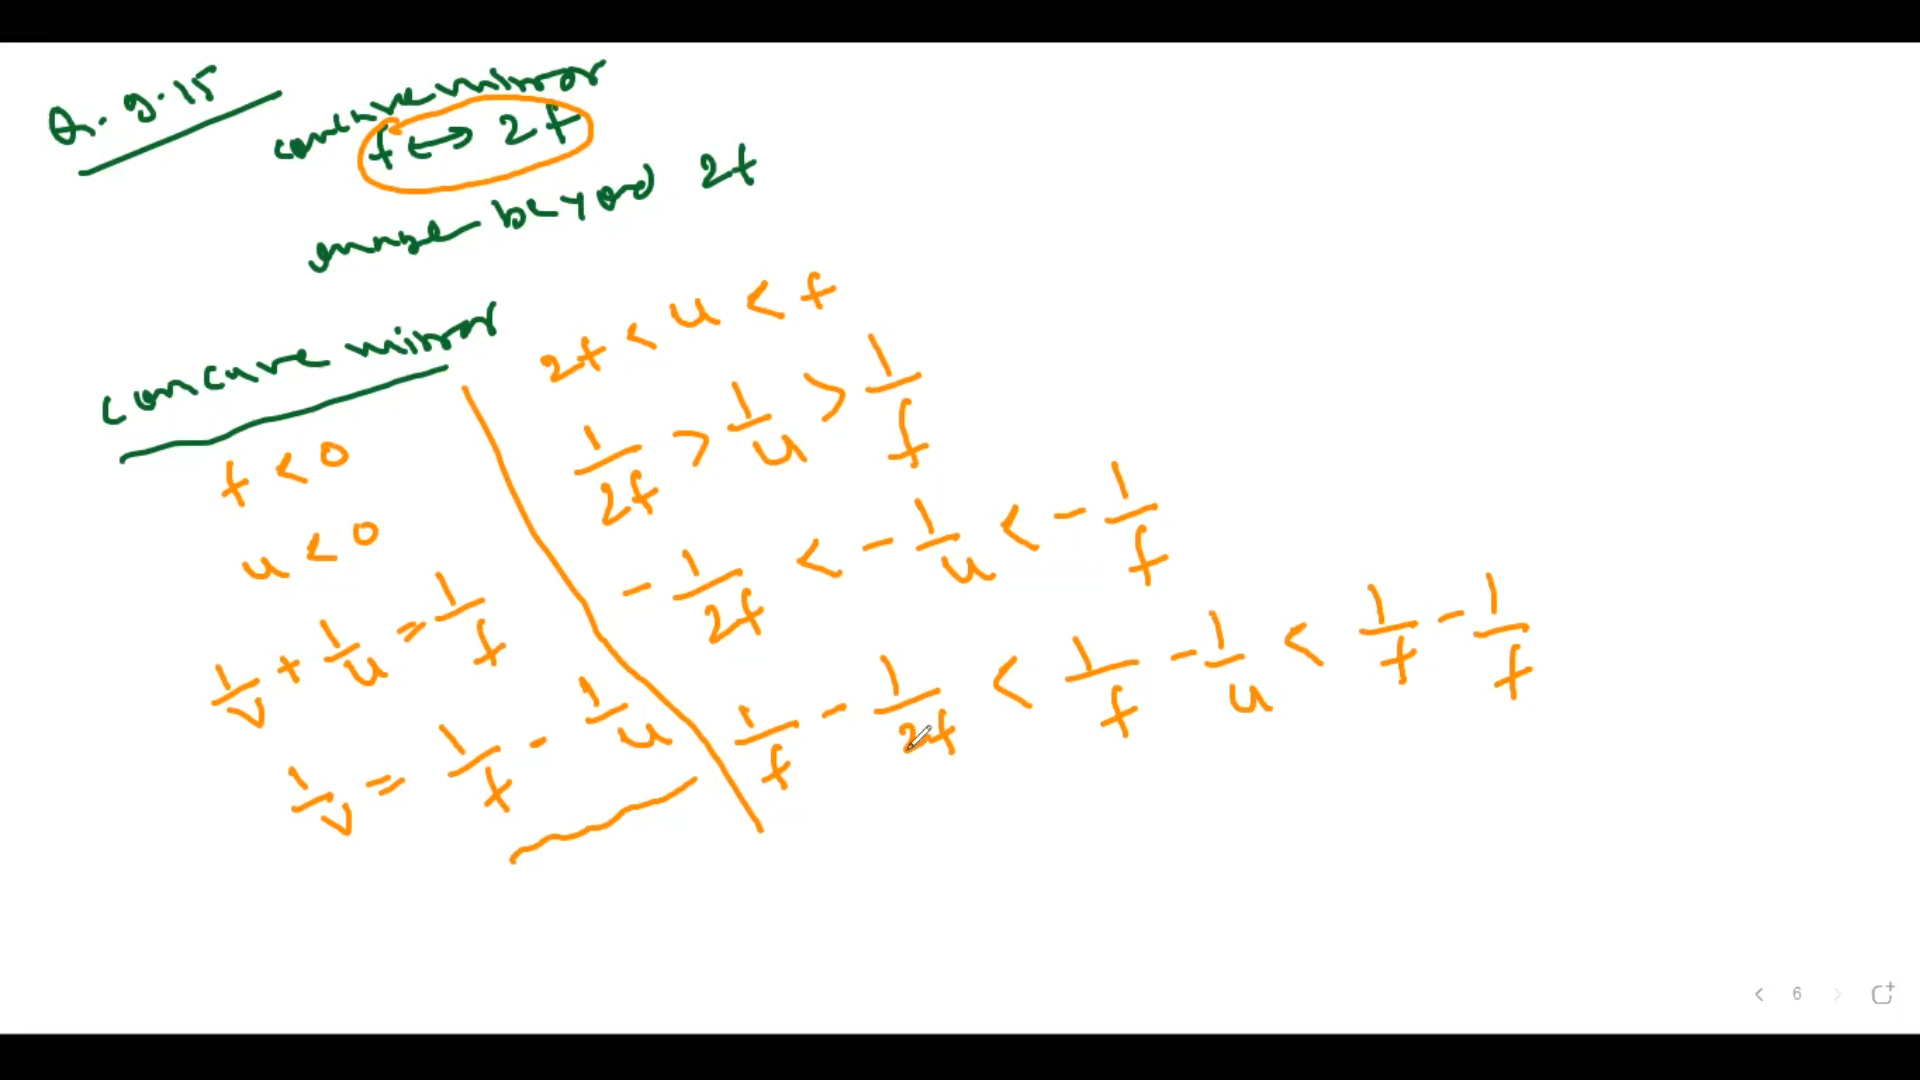 Q. 9.15
concave mirror
f ↔ 2f
image beyond 2f
concave mirror
f < 0
u < 0
1/v + 1/u = 1/f
1/v = 1/f - 1/u
2f < u < f
1/2f > 1/u > 1/f
- 1/2f < - 1/u < - 1/f
1/f - 1/2f < 1/f - 1/u < 1/f - 1/f
6